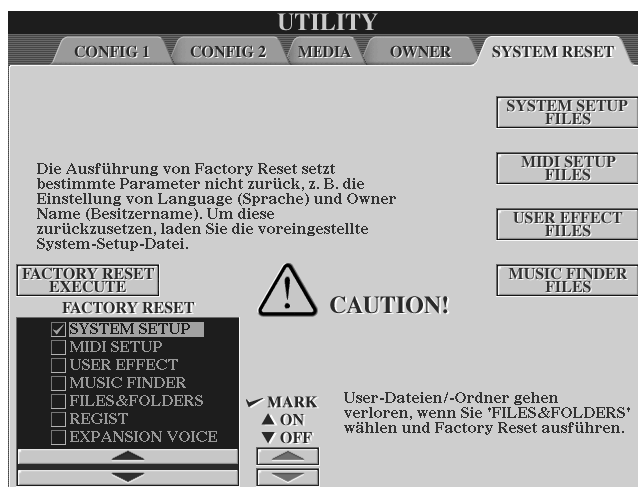 UTILITY
CONFIG 1 CONFIG 2 MEDIA OWNER SYSTEM RESET
SYSTEM SETUP
FILES
MIDI SETUP
FILES
USER EFFECT
FILES
MUSIC FINDER
FILES
Die Ausführung von Factory Reset setzt
bestimmte Parameter nicht zurück, z. B. die
Einstellung von Language (Sprache) und Owner
Name (Besitzername). Um diese
zurückzusetzen, laden Sie die voreingestellte
System-Setup-Datei.
FACTORY RESET
EXECUTE
CAUTION!
FACTORY RESET
SYSTEM SETUP
MIDI SETUP
USER EFFECT
MUSIC FINDER
FILES&FOLDERS
REGIST
EXPANSION VOICE
MARK
▲ ON
▼ OFF
User-Dateien/-Ordner gehen
verloren, wenn Sie 'FILES&FOLDERS'
wählen und Factory Reset ausführen.